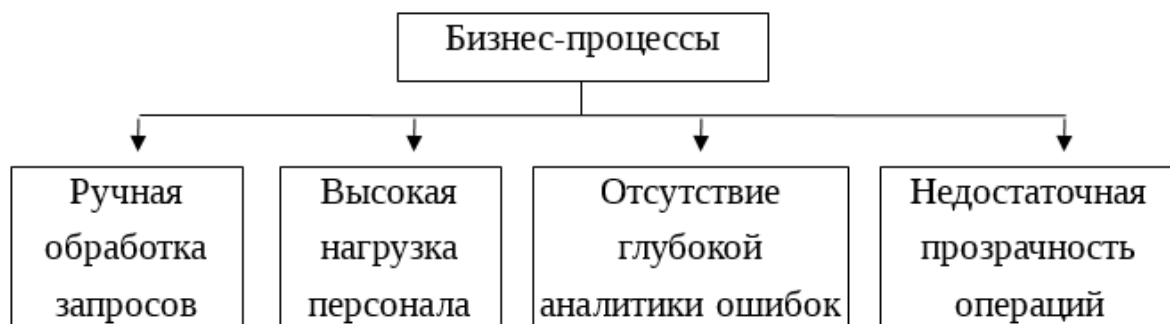 Бизнес-процессы
Ручная
обработка
запросов
Высокая
нагрузка
персонала
Отсутствие
глубокой
аналитики ошибок
Недостаточная
прозрачность
операций